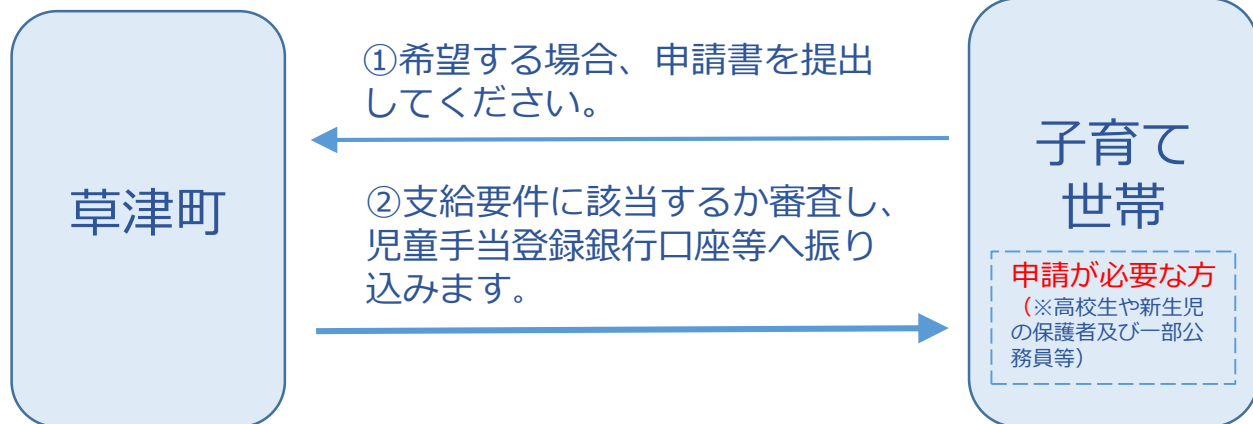 草津町
①希望する場合、申請書を提出
してください。
②支給要件に該当するか審査し、
児童手当登録銀行口座等へ振り
込みます。
子育て
世帯
申請が必要な方
（※高校生や新生児
の保護者及び一部公
務員等）